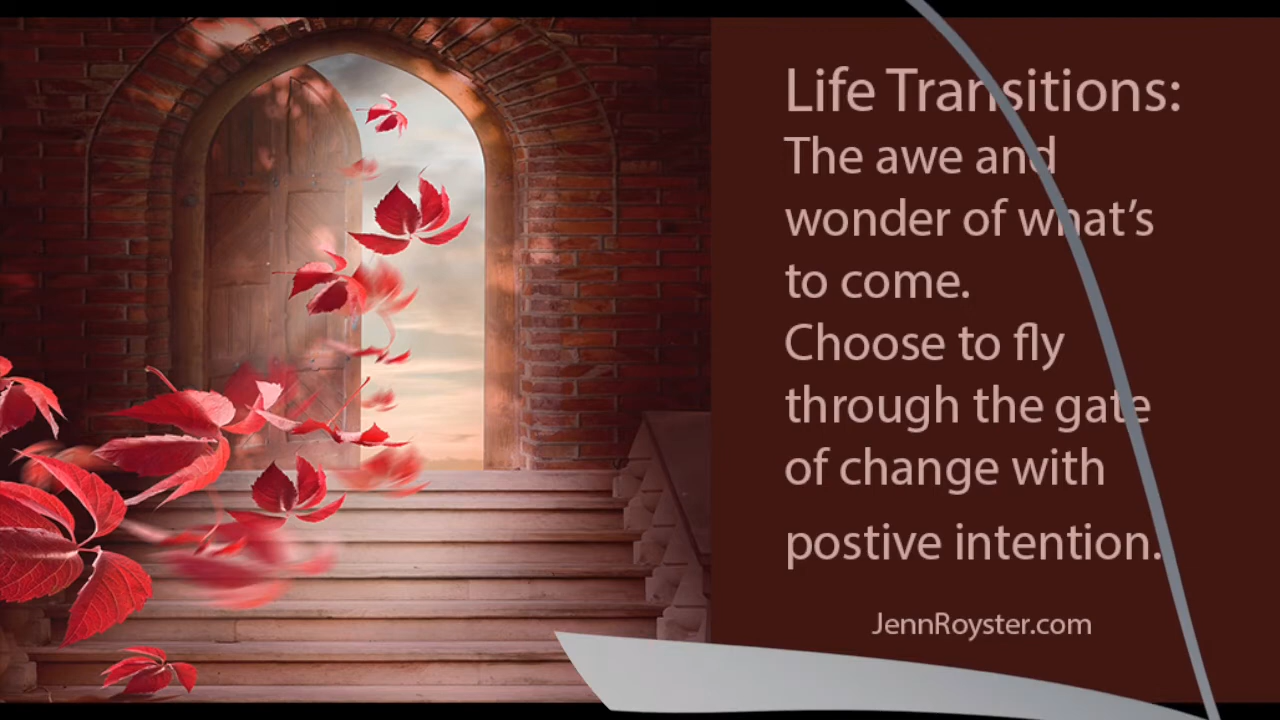 Life Transitions:
The awe and
wonder of what’s
to come.
Choose to fly
through the gate
of change with
postive intention.
JennRoyster.com